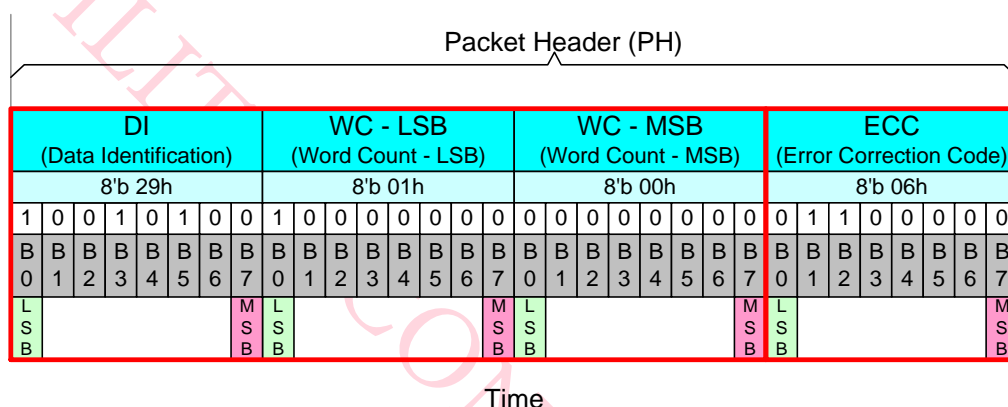 Packet Header (PH)
DI WC - LSB WC - MSB ECC
(Data Identification) (Word Count - LSB) (Word Count - MSB) (Error Correction Code)
8'b 29h 8'b 01h 8'b 00h 8'b 06h
1 0 0 1 0 1 0 0 1 0 0 0 0 0 0 0 0 0 0 0 0 0 0 0 0 1 1 0 0 0 0 0
B B B B B B B B B B B B B B B B B B B B B B B B B B B B B B B B
0 1 2 3 4 5 6 7 0 1 2 3 4 5 6 7 0 1 2 3 4 5 6 7 0 1 2 3 4 5 6 7
L M L M L M L M
S S S S S S S S
B B B B B B B B
Time